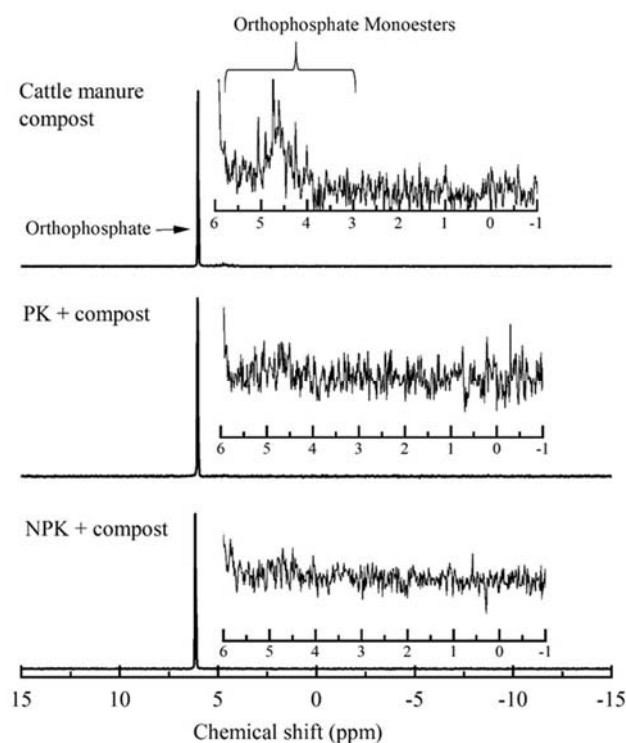 Orthophosphate Monoesters
Cattle manure
compost
6 5 4 3 2 1 0 -1
Orthophosphate
PK + compost
6 5 4 3 2 1 0 -1
NPK + compost
6 5 4 3 2 1 0 -1
15 10 5 0 -5 -10 -15
Chemical shift (ppm)